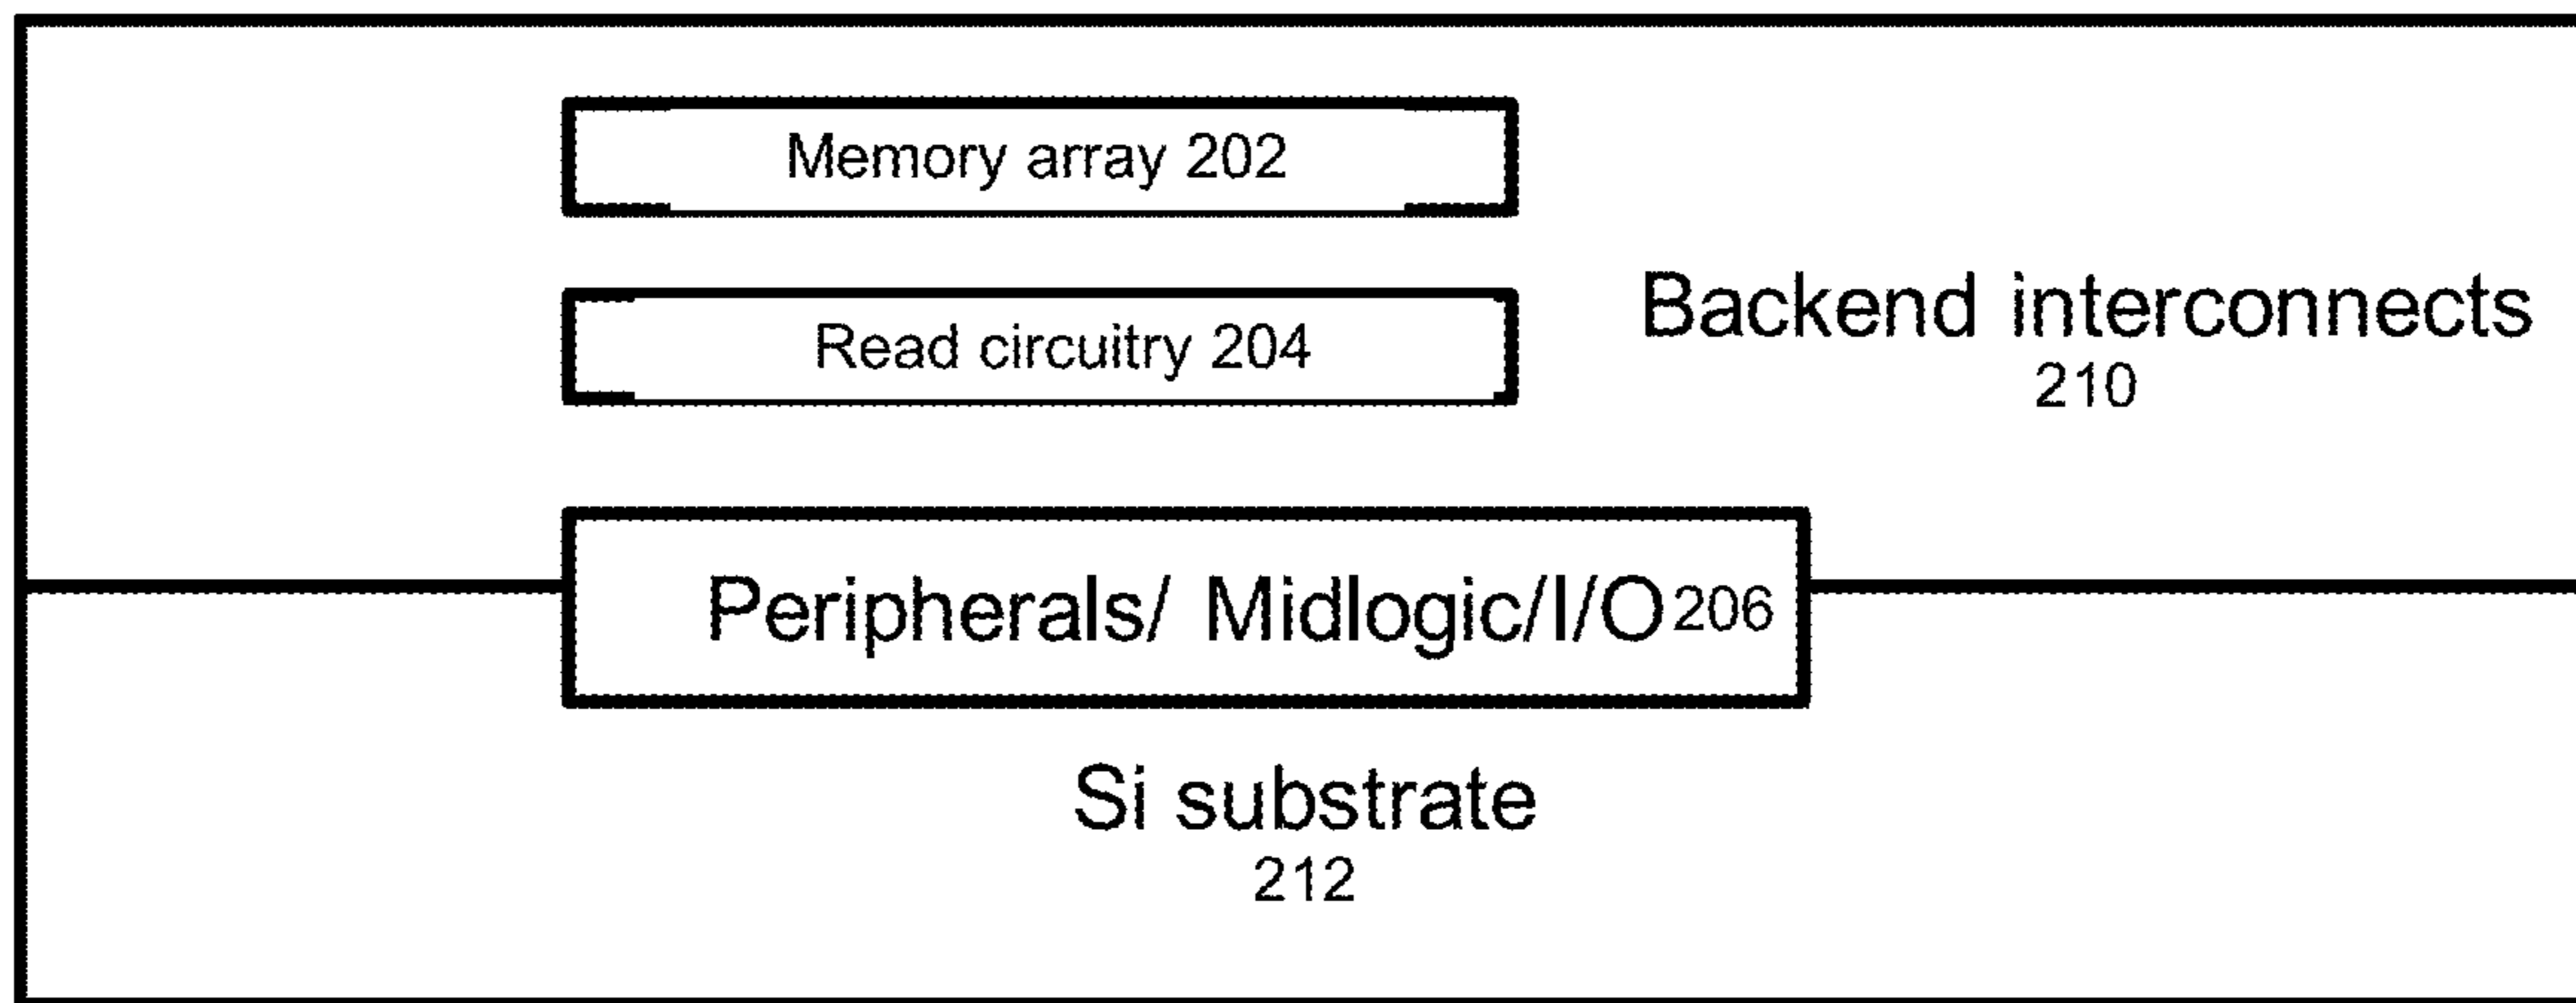 Memory array 202
Read circuitry 204
Backend interconnects
210
Peripherals/ Midlogic/I/O 206
Si substrate
212